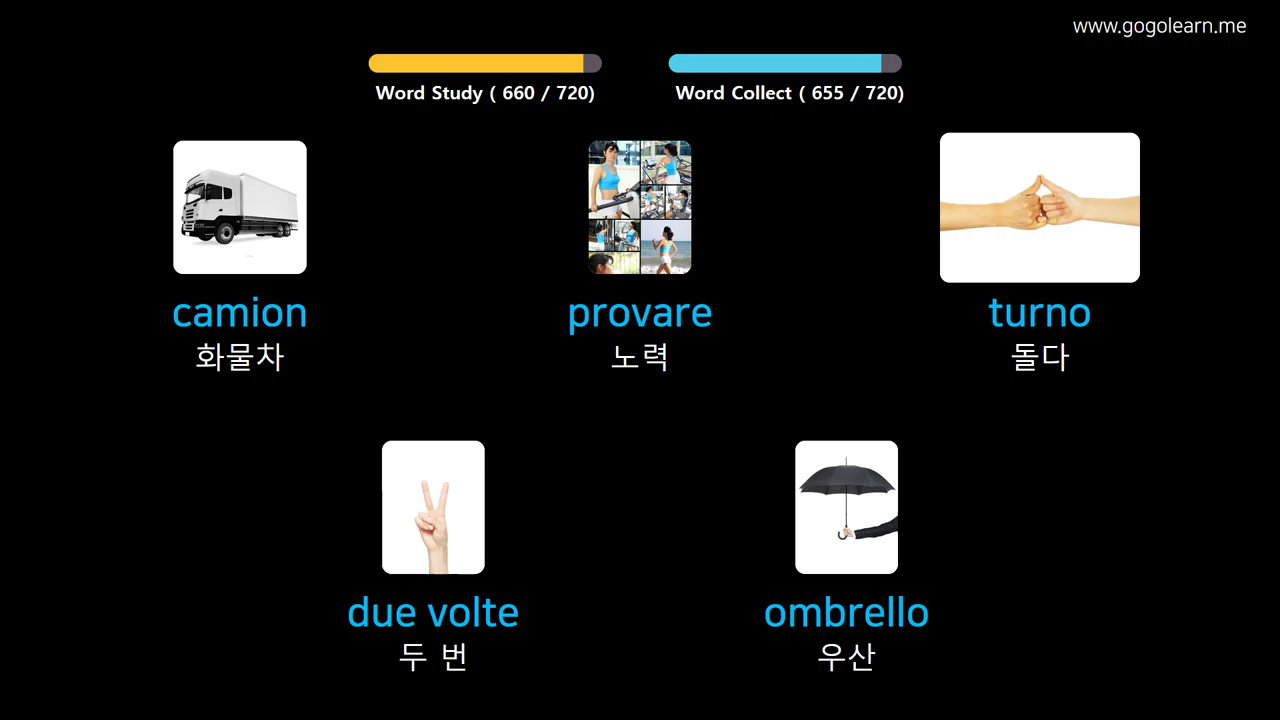 www.gogolearn.me
Word Study ( 660 / 720)
Word Collect ( 655 / 720)
camion
화물차
provare
노력
turno
돌다
due volte
두 번
ombrello
우산